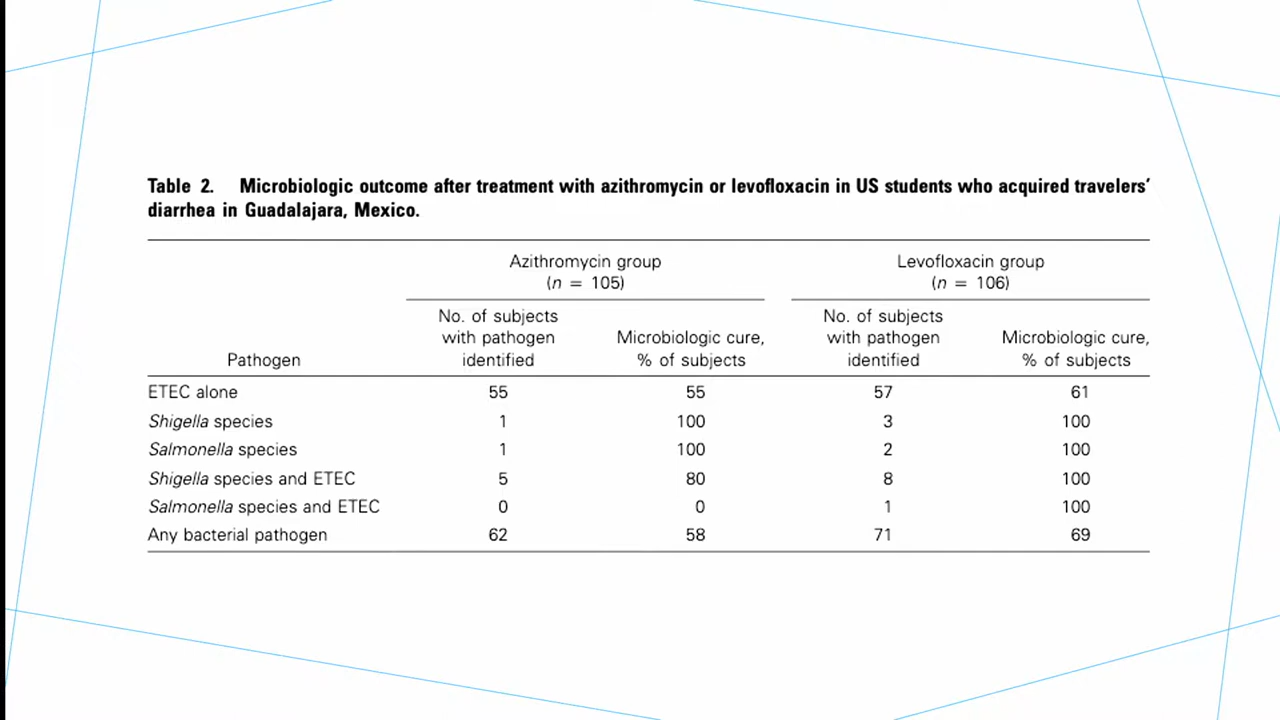 Table 2. Microbiologic outcome after treatment with azithromycin or levofloxacin in US students who acquired travelers'
diarrhea in Guadalajara, Mexico.
Azithromycin group Levofloxacin group
(n = 105) (n = 106)
No. of subjects No. of subjects
with pathogen Microbiologic cure, with pathogen Microbiologic cure,
Pathogen identified % of subjects identified % of subjects
ETEC alone 55 55 57 61
Shigella species 1 100 3 100
Salmonella species 1 100 2 100
Shigella species and ETEC 5 80 8 100
Salmonella species and ETEC 0 0 1 100
Any bacterial pathogen 62 58 71 69